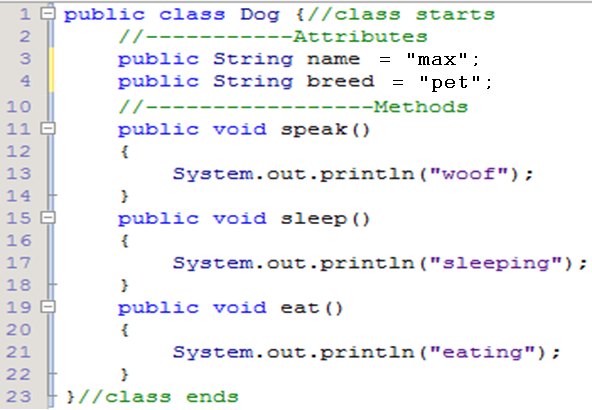 1 public class Dog {//class starts
2 //-----------Attributes
3 public String name = "max";
4 public String breed = "pet";
10 //-----------------Methods
11 public void speak()
12 {
13 System.out.println("woof");
14 }
15 public void sleep()
16 {
17 System.out.println("sleeping");
18 }
19 public void eat()
20 {
21 System.out.println("eating");
22 }
23 }//class ends